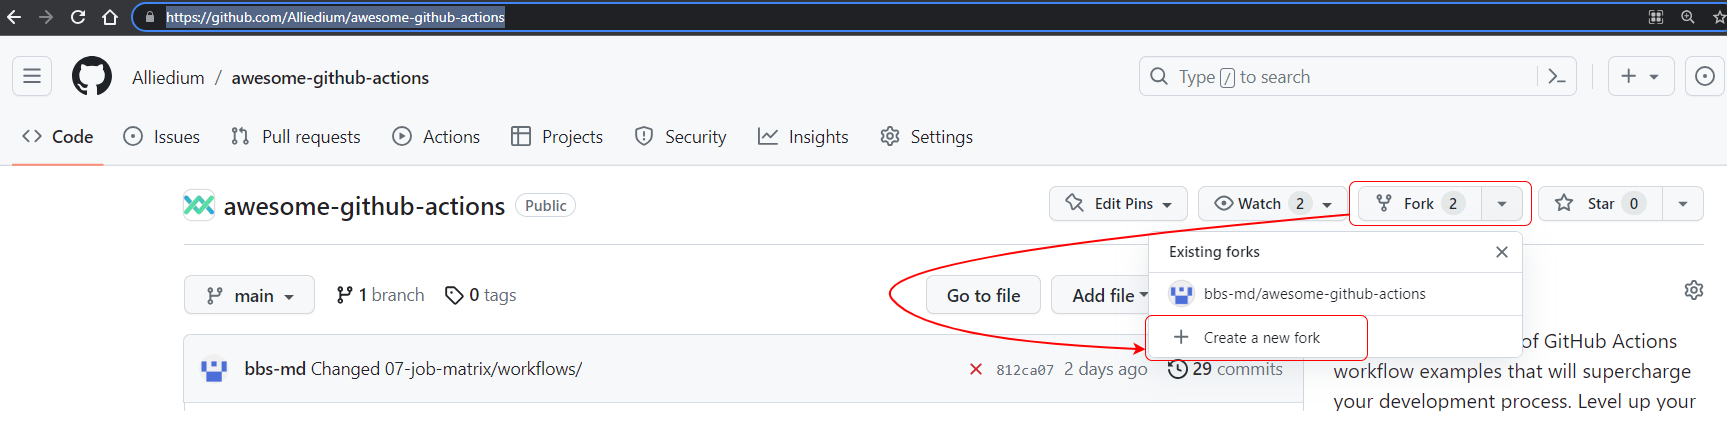 https://github.com/Alliedium/awesome-github-actions
Alliedium / awesome-github-actions
Type / to search
Code Issues Pull requests Actions Projects Security Insights Settings
awesome-github-actions Public
Edit Pins Watch 2 Fork 2 Star 0
Existing forks
bbs-md/awesome-github-actions
Create a new fork
main 1 branch 0 tags
Go to file Add file
bbs-md Changed 07-job-matrix/workflows/ 812ca07 2 days ago 29 commits
of GitHub Actions
workflow examples that will supercharge
your development process. Level up your